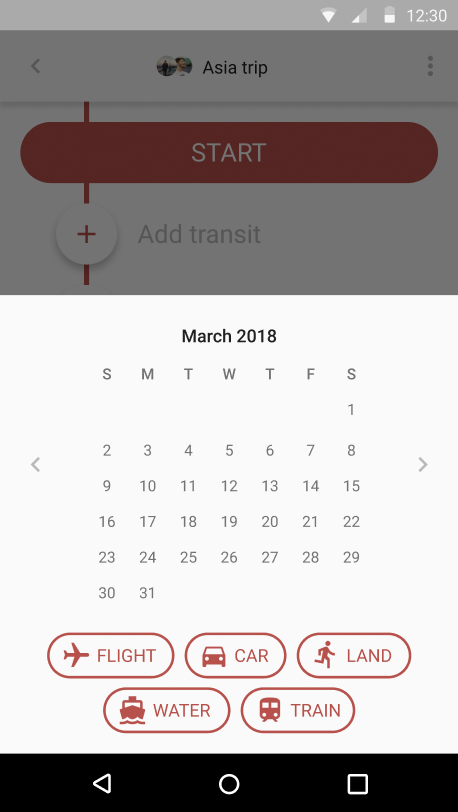 12:30
Asia trip
START
Add transit
March 2018
S M T W T F S
1
2 3 4 5 6 7 8
9 10 11 12 13 14 15
16 17 18 19 20 21 22
23 24 25 26 27 28 29
30 31
FLIGHT CAR LAND
WATER TRAIN